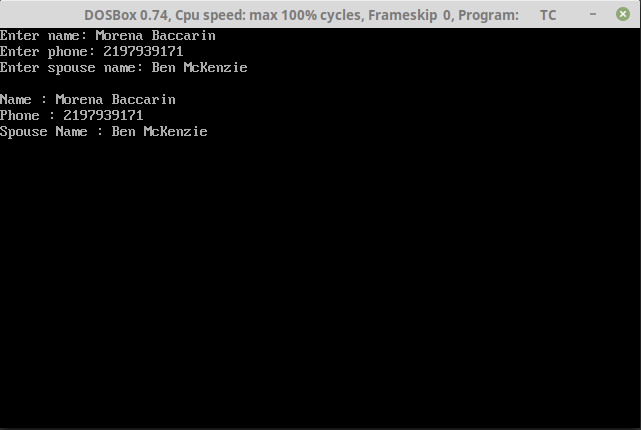 DOSBox 0.74, Cpu speed: max 100% cycles, Frameskip 0, Program: TC
Enter name: Morena Baccarin
Enter phone: 2197939171
Enter spouse name: Ben McKenzie
Name : Morena Baccarin
Phone : 2197939171
Spouse Name : Ben McKenzie